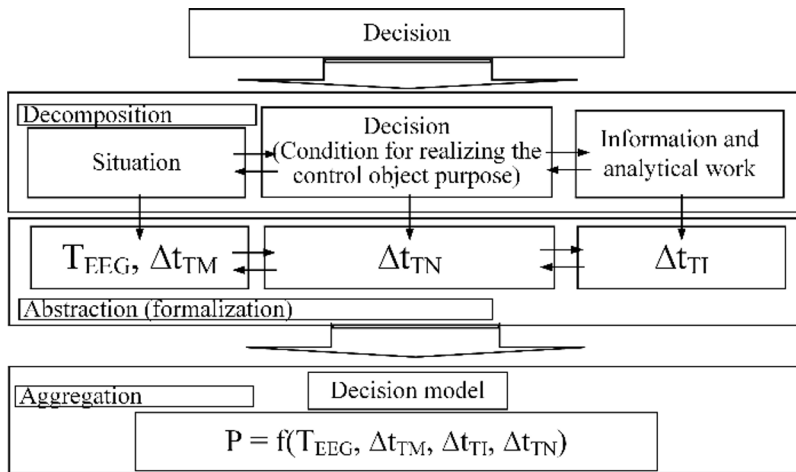 Decision
Decomposition
Situation
Decision
(Condition for realizing the
control object purpose)
Information and
analytical work
T_EEG, Δt_TM
Δt_TN
Δt_TI
Abstraction (formalization)
Aggregation
Decision model
P = f(T_EEG, Δt_TM, Δt_TI, Δt_TN)